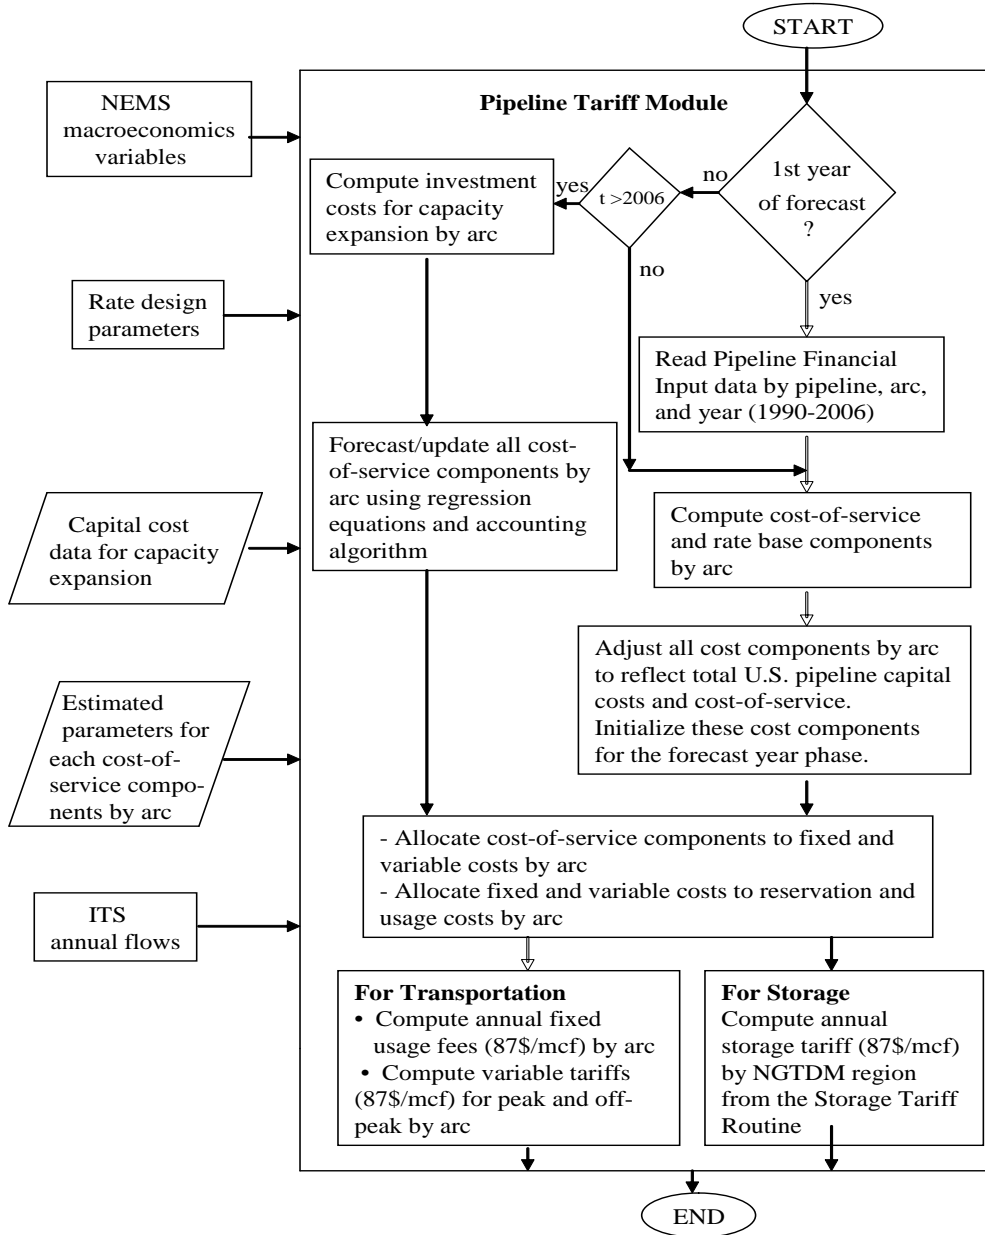 START
Pipeline Tariff Module
NEMS
macroeconomics
variables
1st year
of forecast
?
no
t >2006
yes
Compute investment
costs for capacity
expansion by arc
no
yes
Rate design
parameters
Read Pipeline Financial
Input data by pipeline, arc,
and year (1990-2006)
Forecast/update all cost-
of-service components by
arc using regression
equations and accounting
algorithm
Capital cost
data for capacity
expansion
Compute cost-of-service
and rate base components
by arc
Adjust all cost components by arc
to reflect total U.S. pipeline capital
costs and cost-of-service.
Initialize these cost components
for the forecast year phase.
Estimated
parameters for
each cost-of-
service compo-
nents by arc
- Allocate cost-of-service components to fixed and
variable costs by arc
- Allocate fixed and variable costs to reservation and
usage costs by arc
ITS
annual flows
For Transportation
• Compute annual fixed
usage fees (87$/mcf) by arc
• Compute variable tariffs
(87$/mcf) for peak and off-
peak by arc
For Storage
Compute annual
storage tariff (87$/mcf)
by NGTDM region
from the Storage Tariff
Routine
END